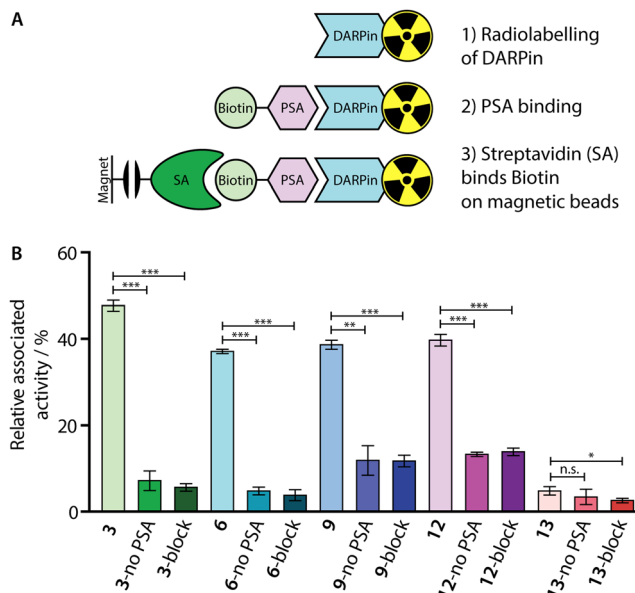 A
DARPin
1) Radiolabelling
of DARPin
Biotin
PSA
DARPin
2) PSA binding
Magnet
SA
Biotin
PSA
DARPin
3) Streptavidin (SA)
binds Biotin
on magnetic beads
B
Relative associated
activity / %
60
40
20
0
***
***
***
***
***
**
***
***
*
n.s.
3
3-no PSA
3-block
6
6-no PSA
6-block
9
9-no PSA
9-block
12
12-no PSA
12-block
13
13-no PSA
13-block